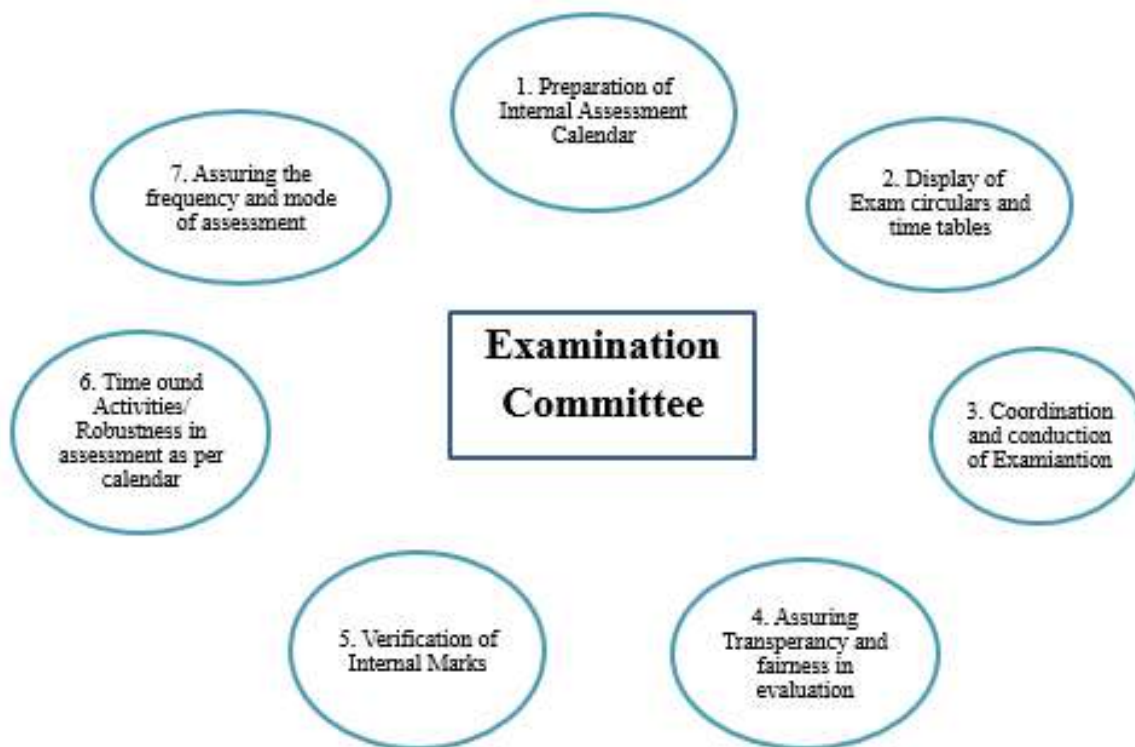 1. Preparation of
Internal Assessment
Calendar
2. Display of
Exam circulars and
time tables
3. Coordination
and conduction
of Examiantion
4. Assuring
Transperancy and
fairness in
evaluation
5. Verification of
Internal Marks
6. Time ound
Activities/
Robustness in
assessment as per
calendar
7. Assuring the
frequency and mode
of assessment
Examination
Committee